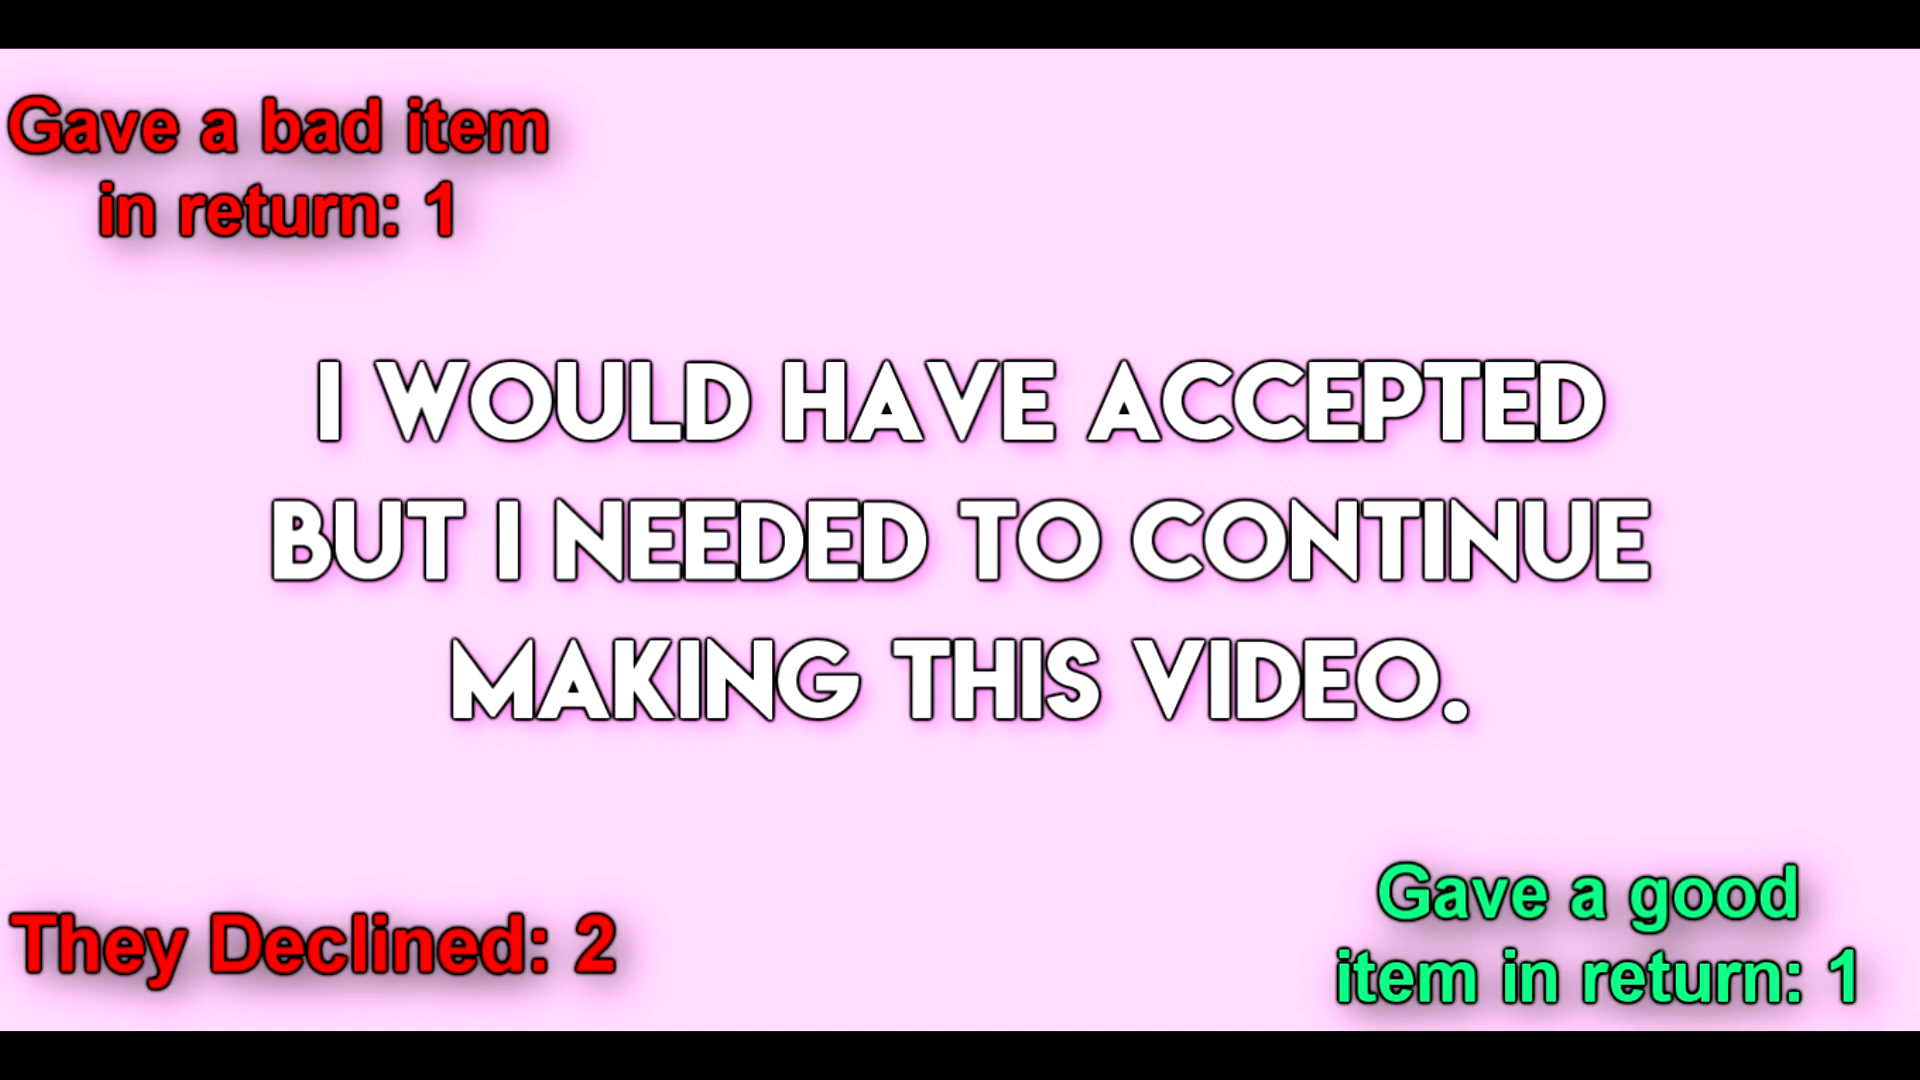 Gave a bad item
in return: 1
I WOULD HAVE ACCEPTED
BUT I NEEDED TO CONTINUE
MAKING THIS VIDEO.
They Declined: 2
Gave a good
item in return: 1